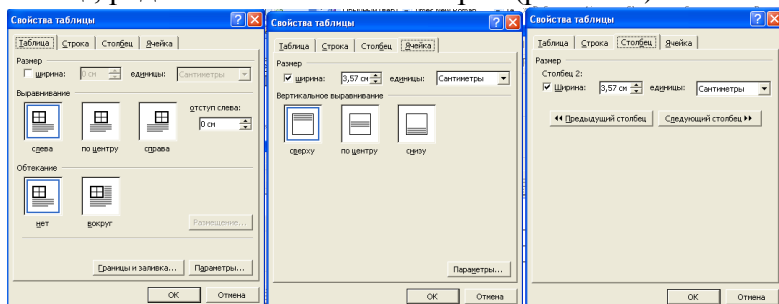 Свойства таблицы
Таблица Строка Столбец Ячейка
Размер
ширина: 0 см единицы: Сантиметры
Выравнивание
отступ слева:
0 см
слева по центру справа
Обтекание
нет вокруг
Размещение...
Границы и заливка... Параметры...
ОК Отмена
Свойства таблицы
Таблица Строка Столбец Ячейка
Размер
ширина: 3,57 см единицы: Сантиметры
Вертикальное выравнивание
сверху по центру снизу
Параметры...
ОК Отмена
Свойства таблицы
Таблица Строка Столбец Ячейка
Размер
Столбец 2:
Ширина: 3,57 см единицы: Сантиметры
Предыдущий столбец Следующий столбец
ОК Отмена